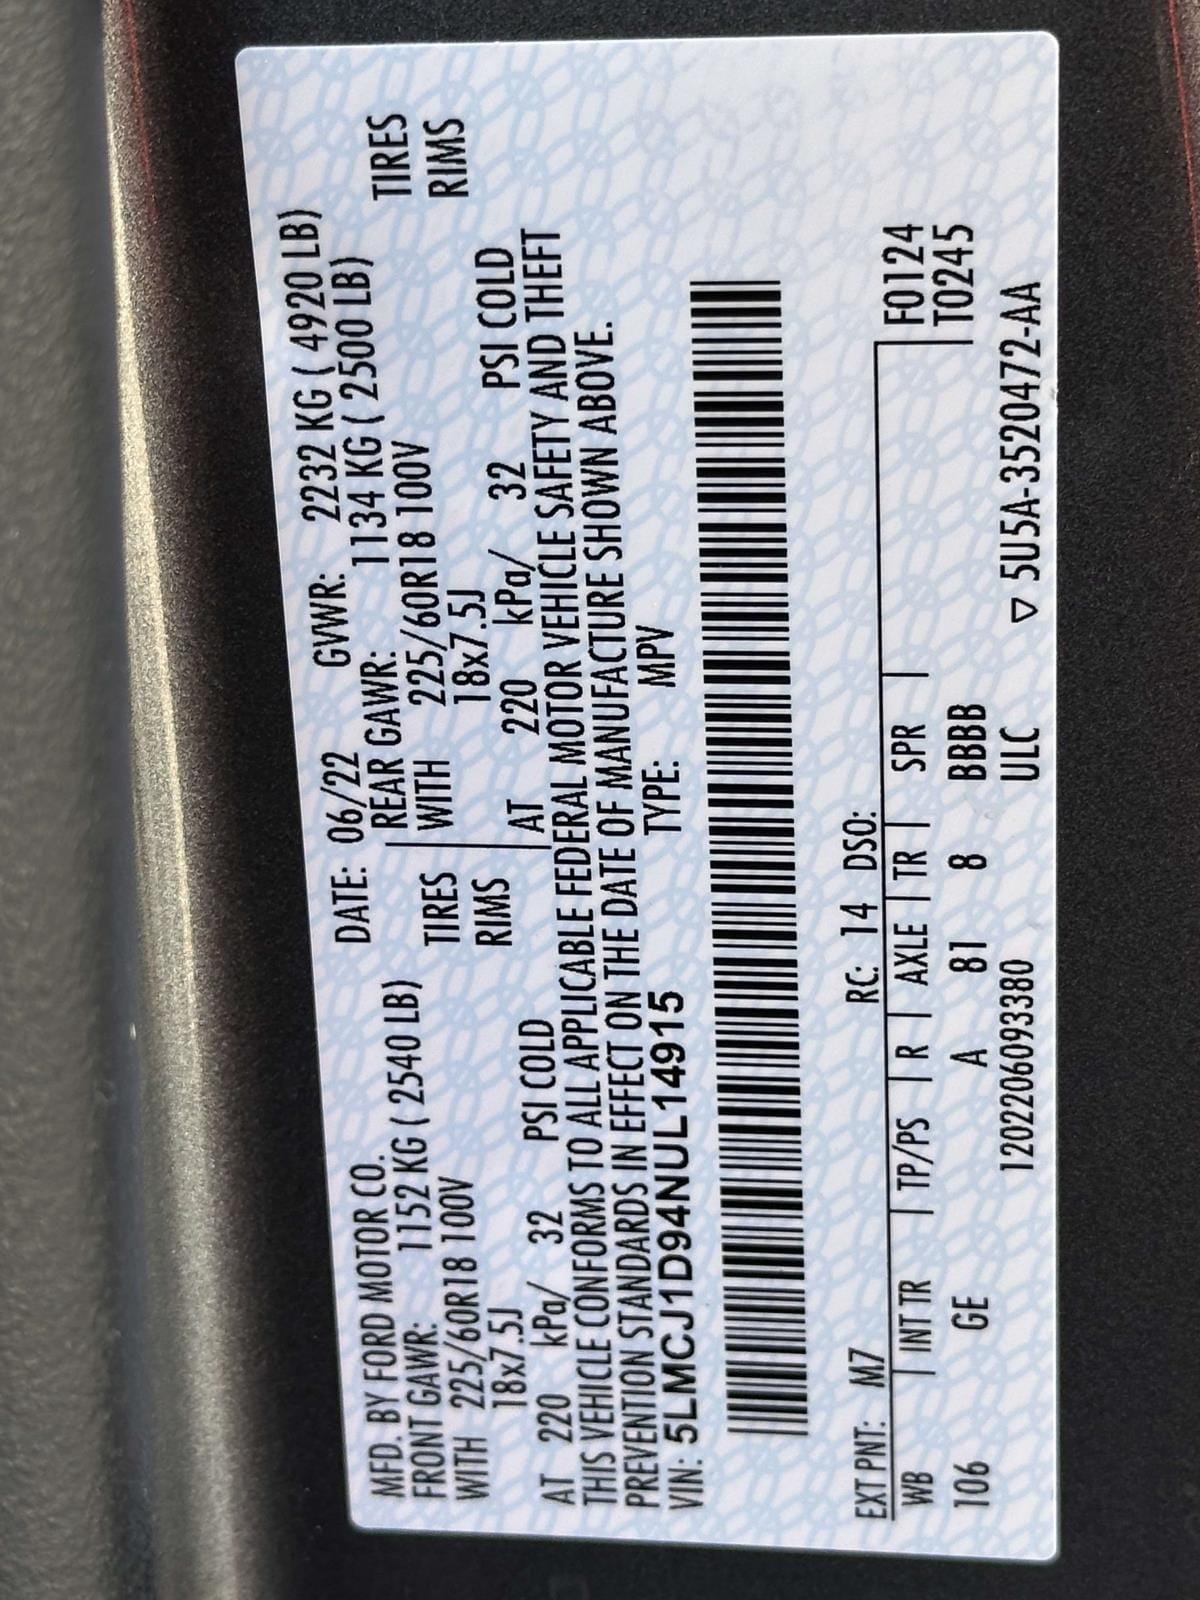 MFD. BY FORD MOTOR CO. DATE: 06/22 GVWR: 2232 KG ( 4920 LB)
FRONT GAWR: 1152 KG ( 2540 LB) REAR GAWR: 1134 KG ( 2500 LB)
WITH 225/60R18 100V TIRES WITH 225/60R18 100V TIRES
18x7.5J RIMS 18x7.5J RIMS
AT 220 kPa/ 32 PSI COLD AT 220 kPa/ 32 PSI COLD
THIS VEHICLE CONFORMS TO ALL APPLICABLE FEDERAL MOTOR VEHICLE SAFETY AND THEFT
PREVENTION STANDARDS IN EFFECT ON THE DATE OF MANUFACTURE SHOWN ABOVE.
VIN: 5LMCJ1D94NUL14915 TYPE: MPV
EXT PNT: M7 RC: 14 DSO:
WB INT TR TP/PS R AXLE TR SPR F0124
106 GE A 81 8 BBBB T0245
1202206093380 ULC ▽ 5U5A-3520472-AA